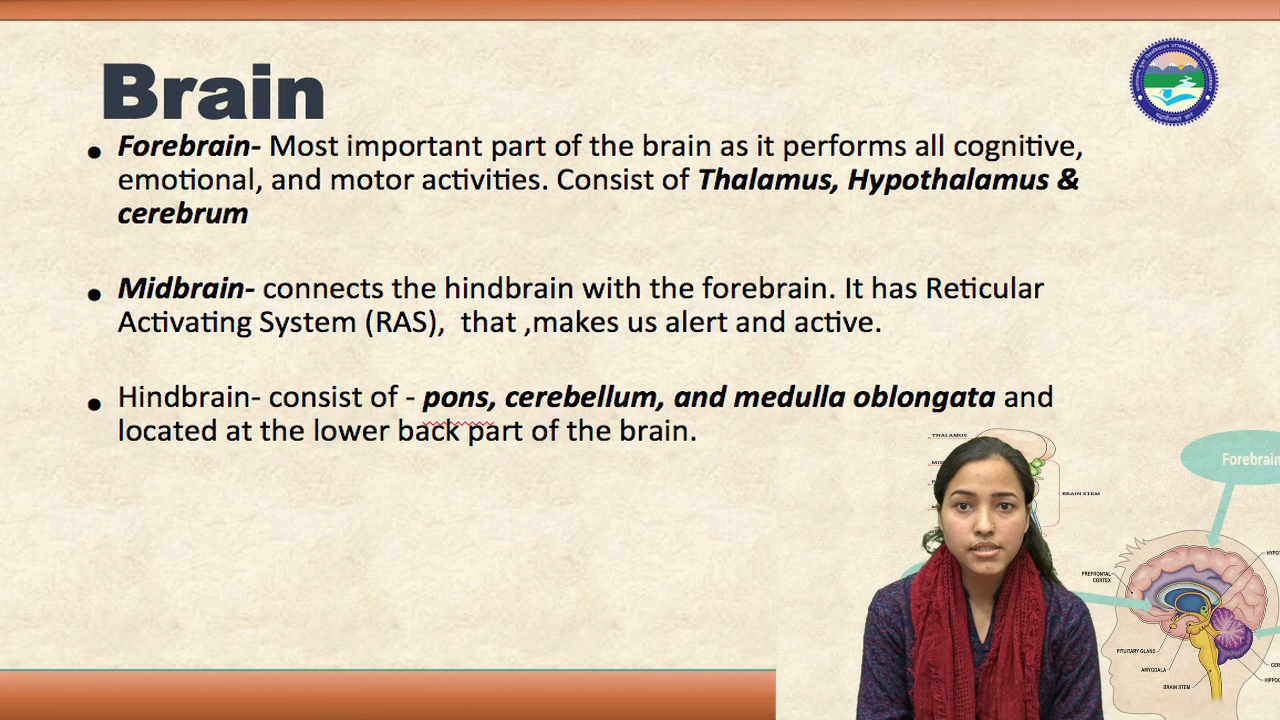 Brain
• Forebrain- Most important part of the brain as it performs all cognitive,
emotional, and motor activities. Consist of Thalamus, Hypothalamus &
cerebrum
• Midbrain- connects the hindbrain with the forebrain. It has Reticular
Activating System (RAS),  that ,makes us alert and active.
• Hindbrain- consist of - pons, cerebellum, and medulla oblongata and
located at the lower back part of the brain.
THALAMUS
BRAIN STEM
Forebrain
PREFRONTAL
CORTEX
PITUITARY GLAND
AMYGDALA
BRAIN STEM